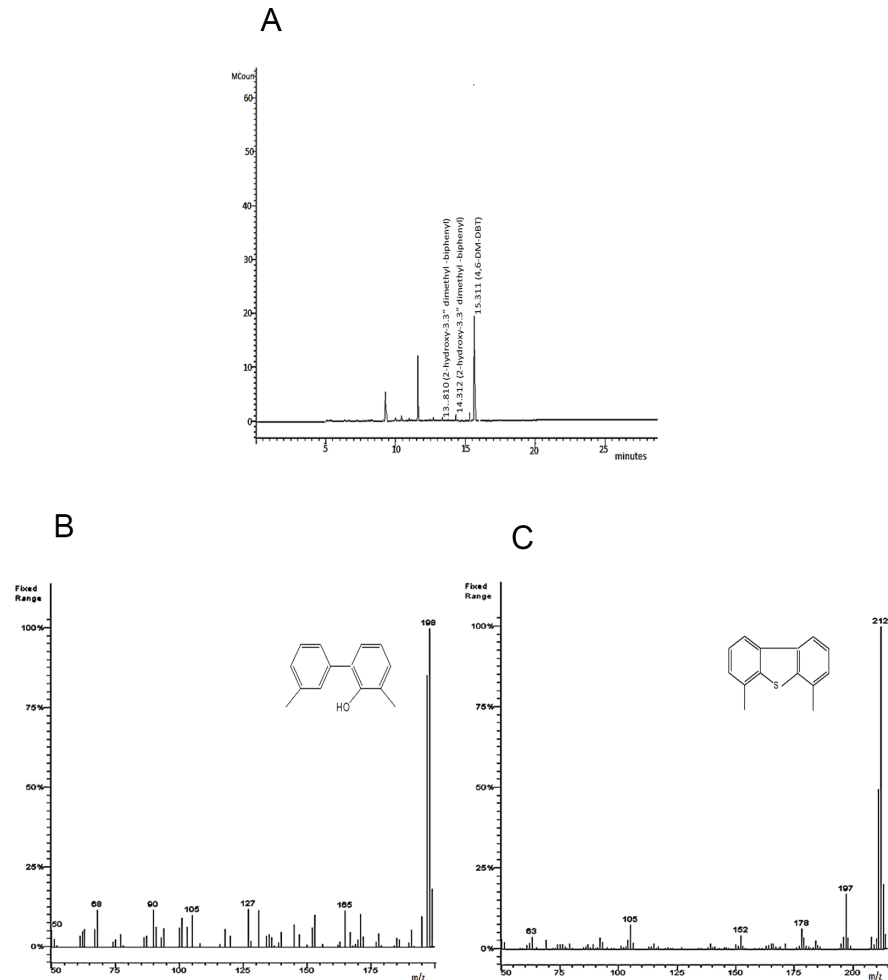 A
MCoun
60
50
40
30
20
10
0
13..810 (2-hydroxy-3.3" dimethyl -biphenyl)
14.312 (2-hydroxy-3.3" dimethyl -biphenyl)
15.311 (4,6-DM-DBT)
5 10 15 20 25
minutes
B
Fixed
Range
100%
75%
50%
25%
0%
198
HO
50 68 90 105 127 165
50 75 100 125 150 175
m/z
C
Fixed
Range
100%
75%
50%
25%
0%
212
S
197
63 105 152 178
50 75 100 125 150 175 200
m/z